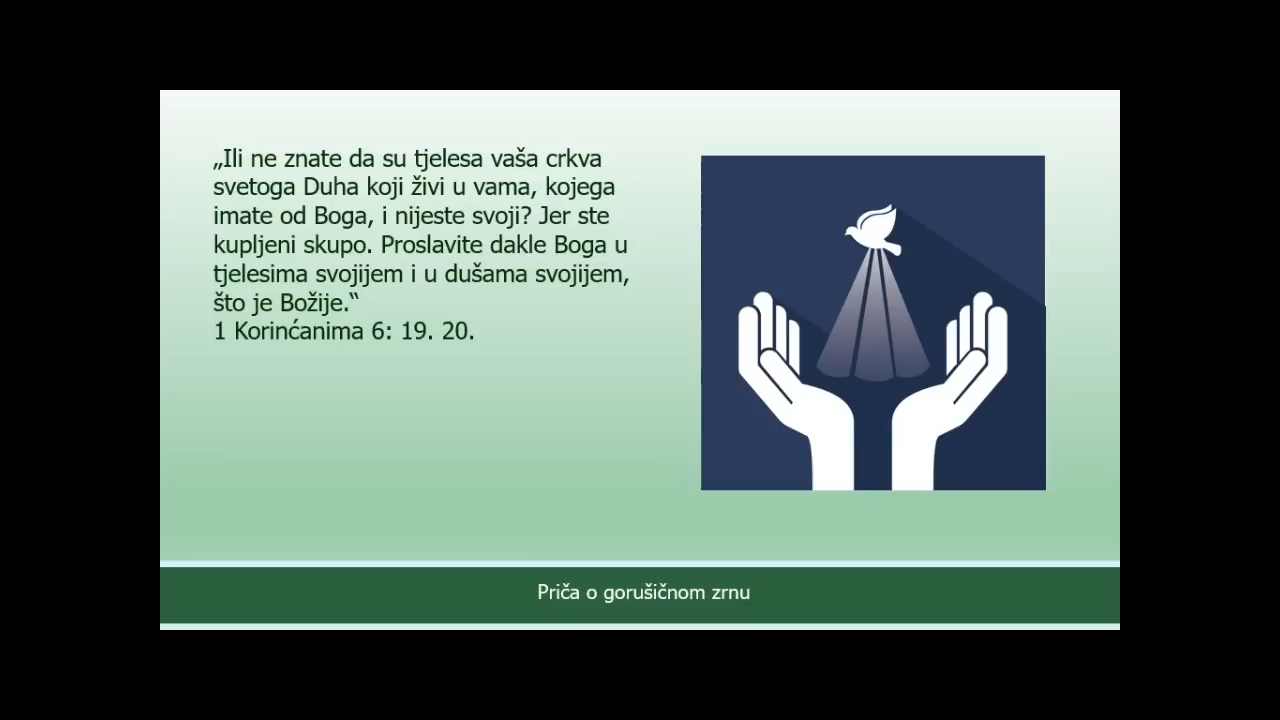 „Ili ne znate da su tjelesa vaša crkva
svetoga Duha koji živi u vama, kojega
imate od Boga, i nijeste svoji? Jer ste
kupljeni skupo. Proslavite dakle Boga u
tjelesima svojijem i u dušama svojijem,
što je Božije.“
1 Korinćanima 6: 19. 20.
Priča o gorušičnom zrnu